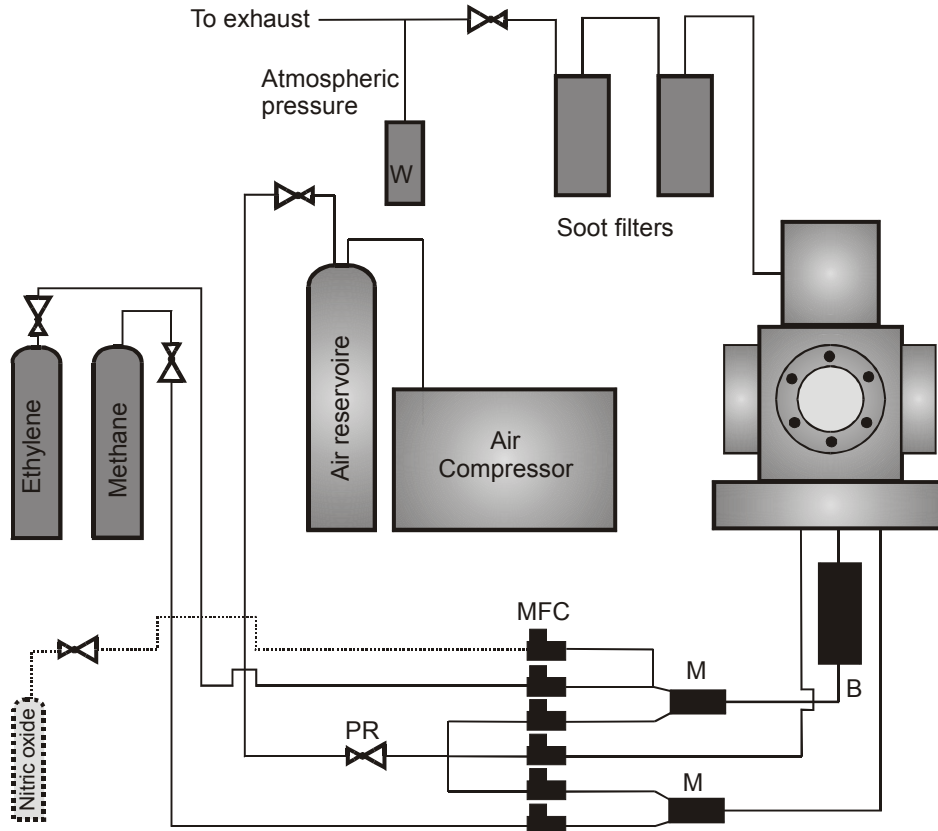 To exhaust
Atmospheric
pressure
W
Soot filters
Ethylene
Methane
Air reservoire
Air
Compressor
MFC
M
B
Nitric oxide
PR
M